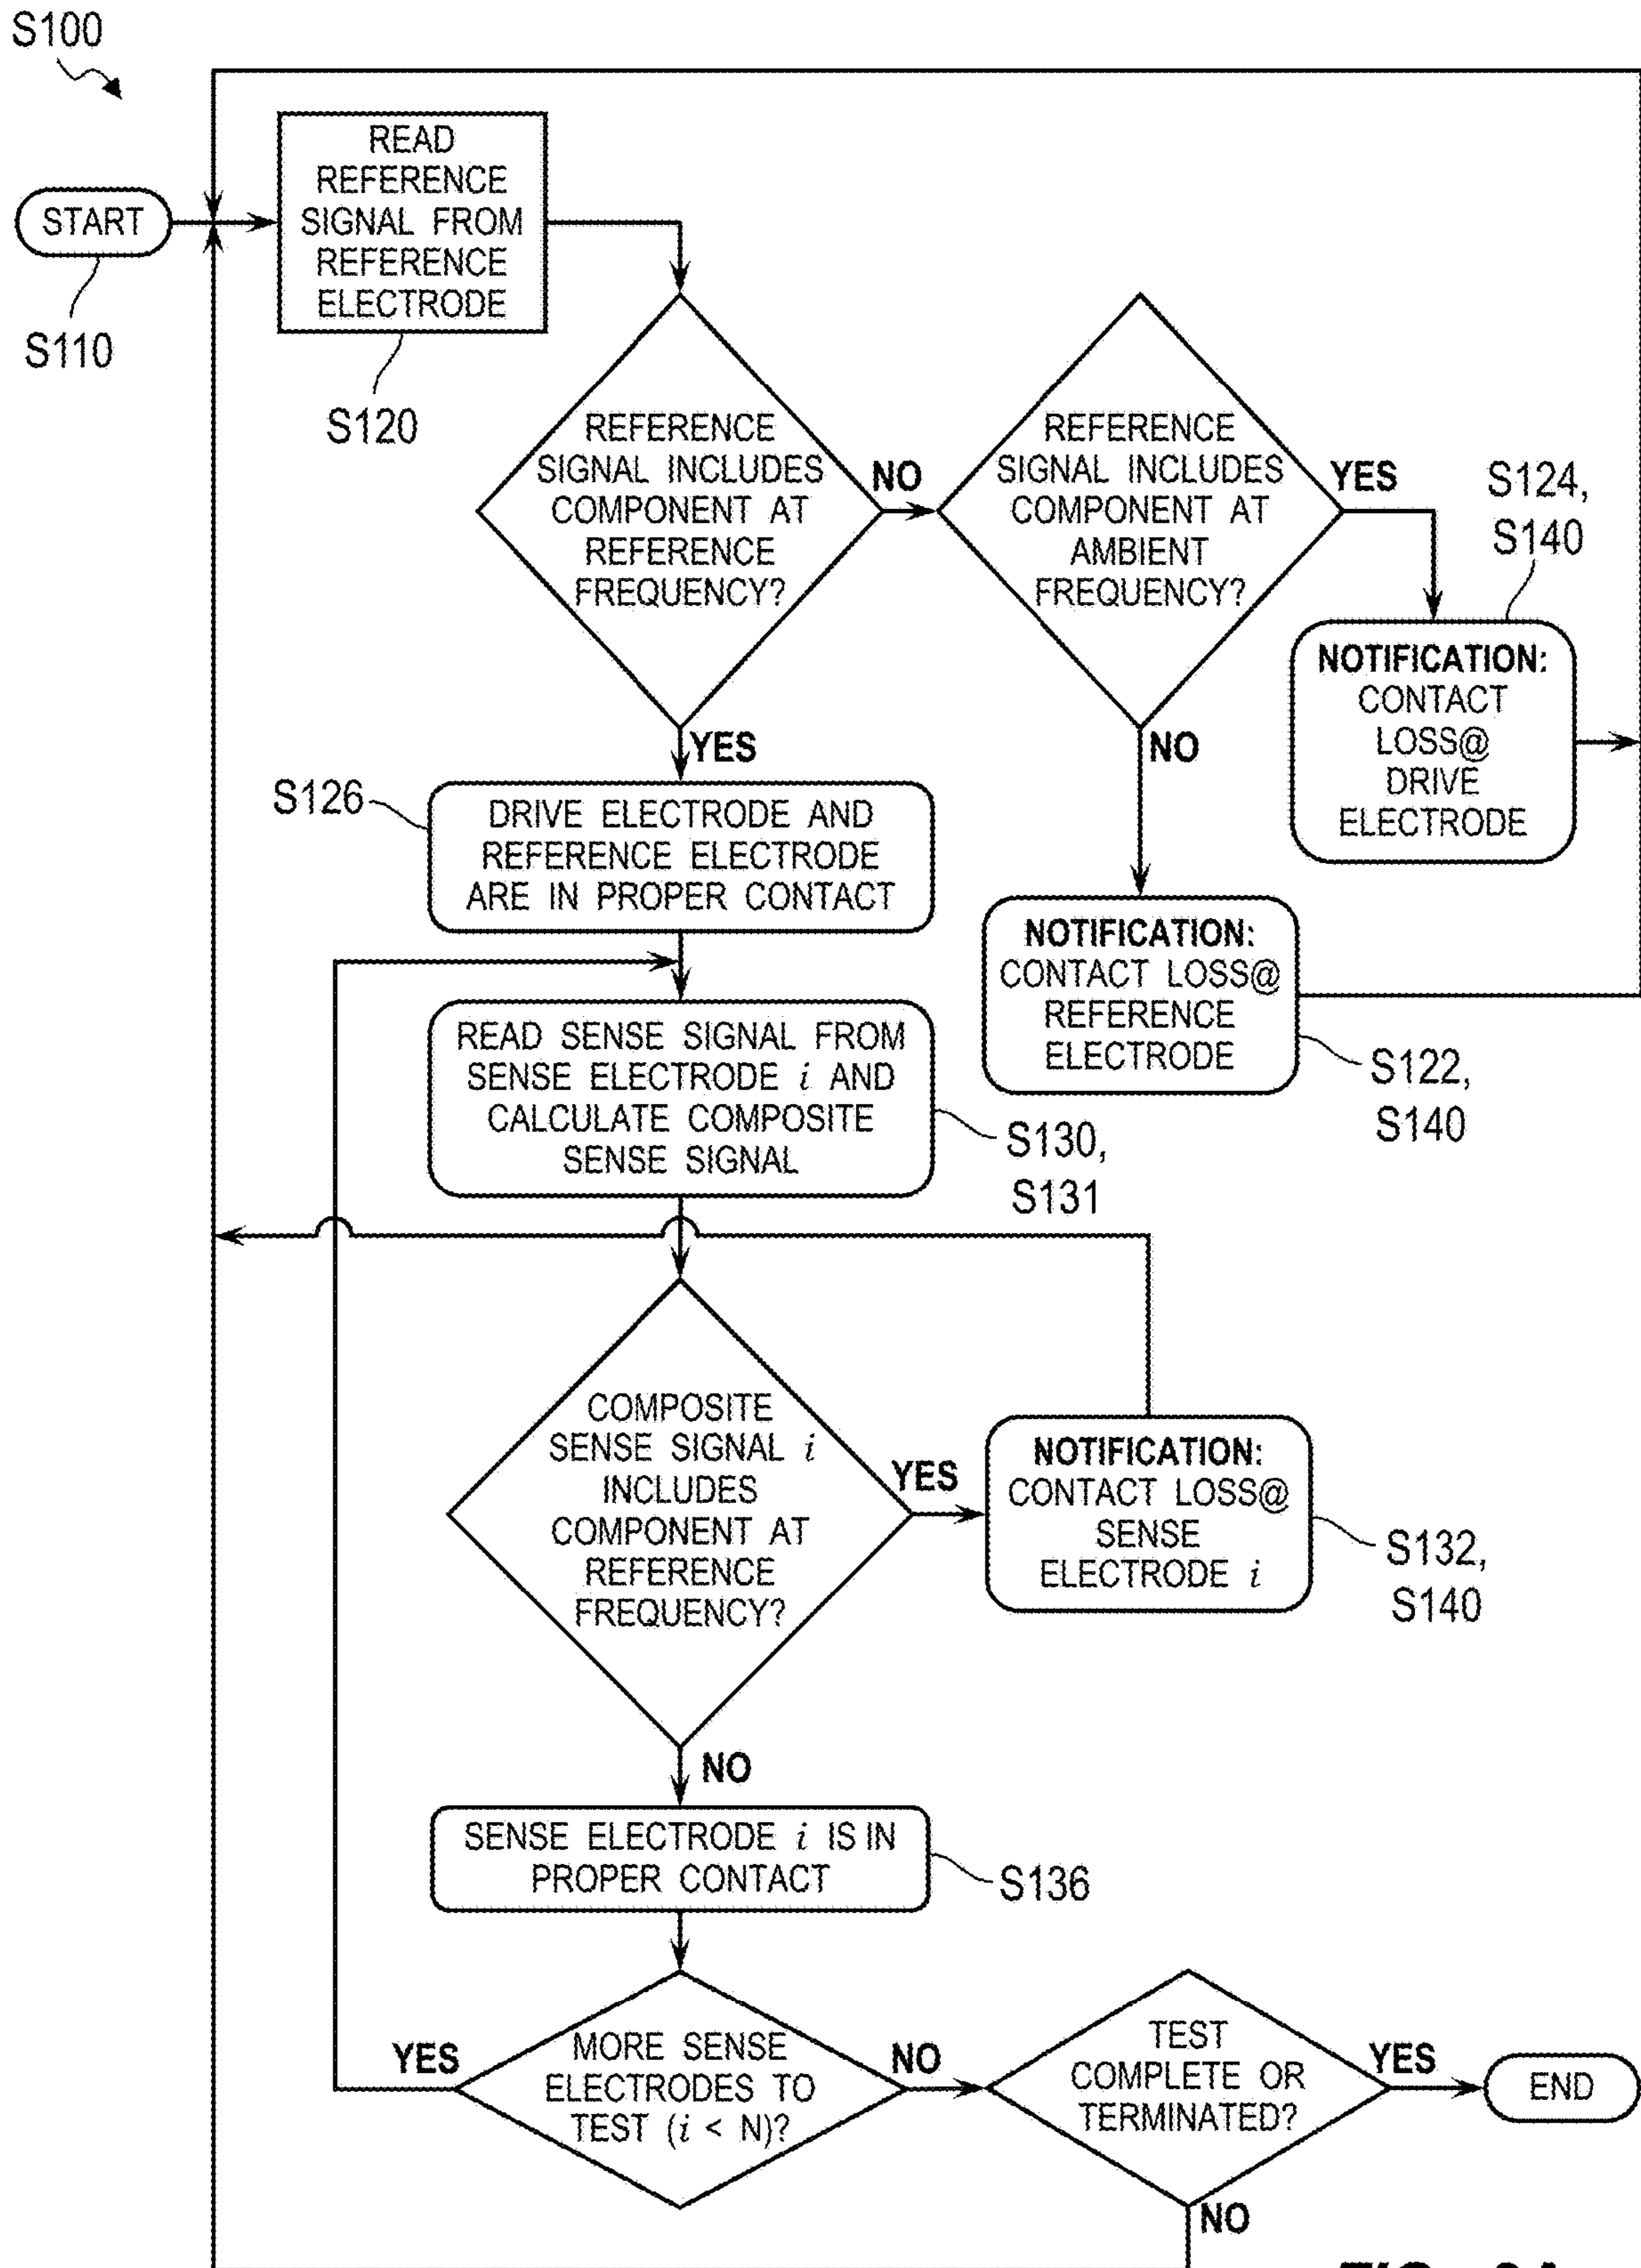 S100
READ
REFERENCE
SIGNAL FROM
REFERENCE
ELECTRODE
START
S110
S120
REFERENCE
SIGNAL INCLUDES
COMPONENT AT
REFERENCE
FREQUENCY?
NO
REFERENCE
SIGNAL INCLUDES
COMPONENT AT
AMBIENT
FREQUENCY?
YES
S124,
S140
NOTIFICATION:
CONTACT
LOSS@
DRIVE
ELECTRODE
YES
NO
S126
DRIVE ELECTRODE AND
REFERENCE ELECTRODE
ARE IN PROPER CONTACT
NOTIFICATION:
CONTACT LOSS@
REFERENCE
ELECTRODE
S122,
S140
READ SENSE SIGNAL FROM
SENSE ELECTRODE i AND
CALCULATE COMPOSITE
SENSE SIGNAL
S130,
S131
COMPOSITE
SENSE SIGNAL i
INCLUDES
COMPONENT AT
REFERENCE
FREQUENCY?
YES
NOTIFICATION:
CONTACT LOSS@
SENSE
ELECTRODE i
S132,
S140
NO
SENSE ELECTRODE i IS IN
PROPER CONTACT
S136
YES
MORE SENSE
ELECTRODES TO
TEST (i < N)?
NO
TEST
COMPLETE OR
TERMINATED?
YES
END
NO